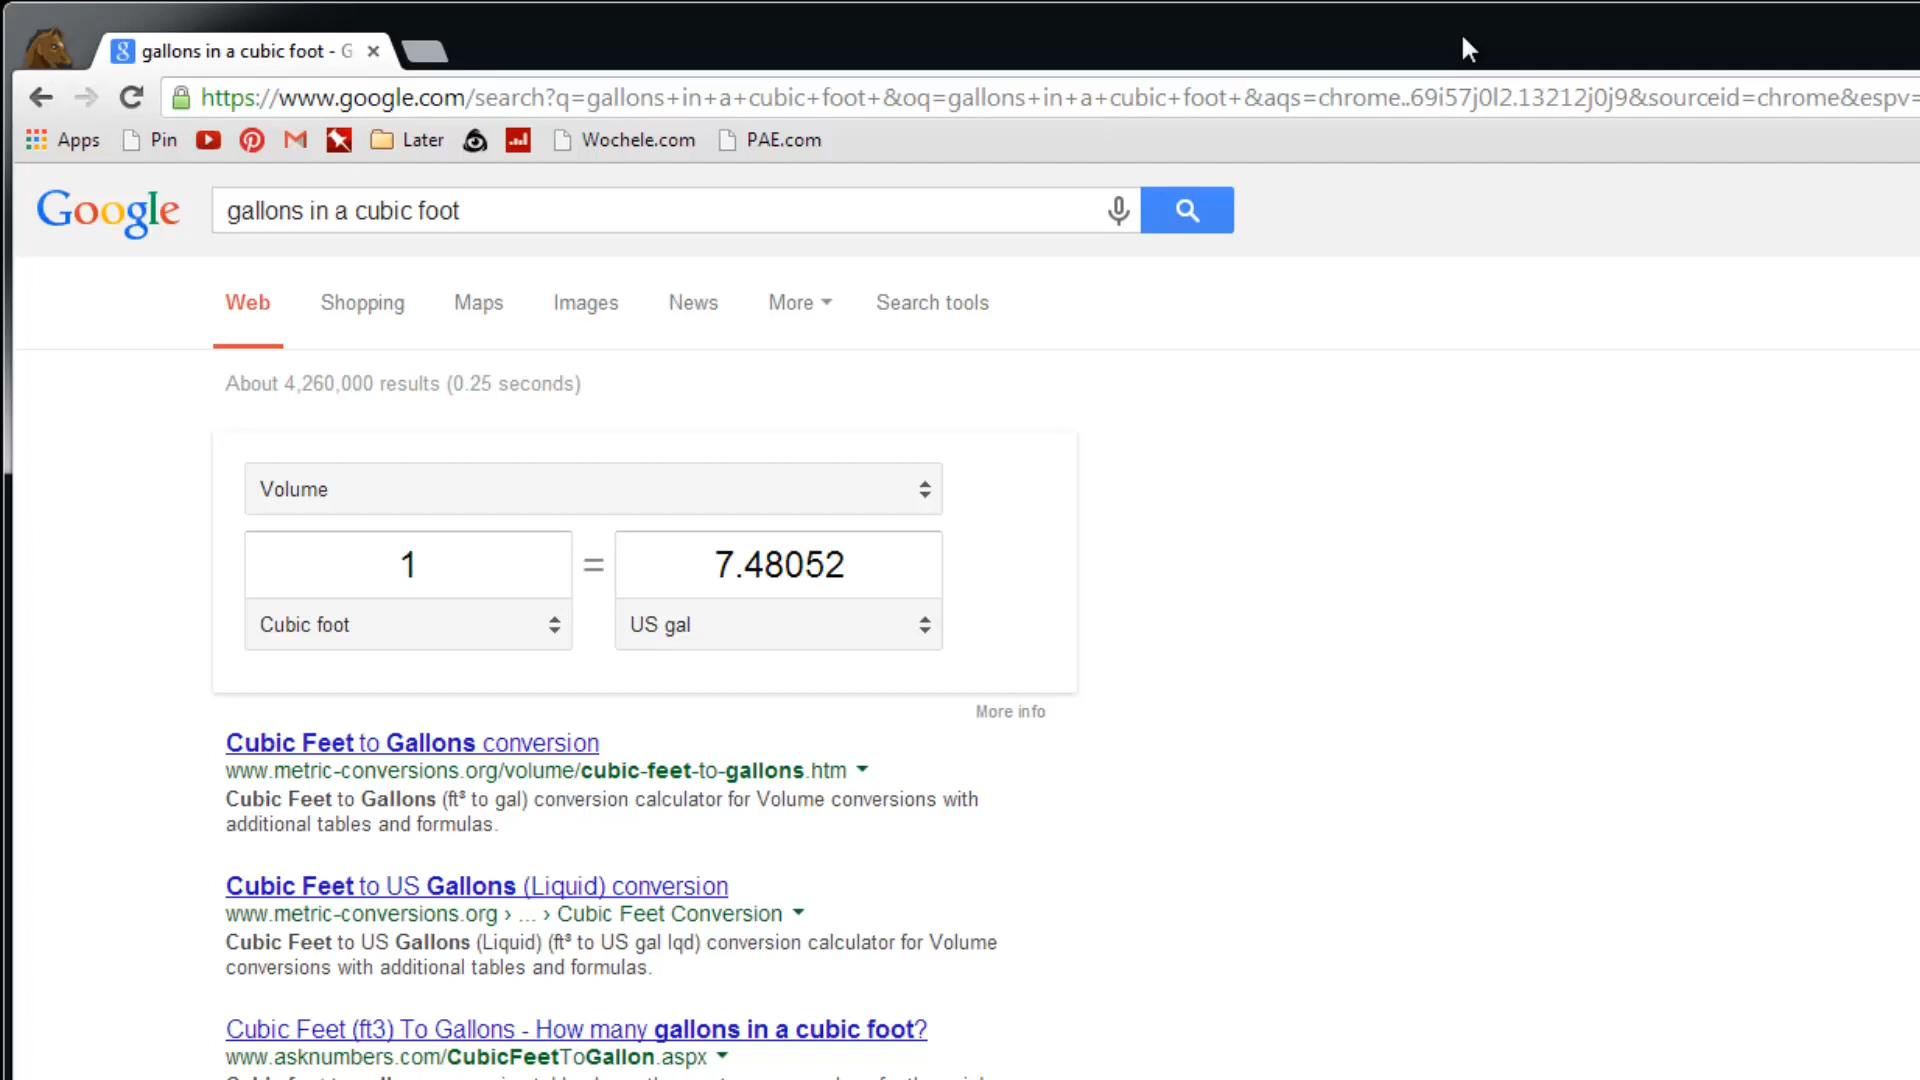 gallons in a cubic foot - G
https://www.google.com/search?q=gallons+in+a+cubic+foot+&oq=gallons+in+a+cubic+foot+&aqs=chrome..69i57j0l2.13212j0j9&sourceid=chrome&espv=
Apps Pin Later Wochele.com PAE.com
Google gallons in a cubic foot
Web Shopping Maps Images News More Search tools
About 4,260,000 results (0.25 seconds)
Volume
1 = 7.48052
Cubic foot US gal
More info
Cubic Feet to Gallons conversion
www.metric-conversions.org/volume/cubic-feet-to-gallons.htm
Cubic Feet to Gallons (ft³ to gal) conversion calculator for Volume conversions with
additional tables and formulas.
Cubic Feet to US Gallons (Liquid) conversion
www.metric-conversions.org › ... › Cubic Feet Conversion
Cubic Feet to US Gallons (Liquid) (ft³ to US gal lqd) conversion calculator for Volume
conversions with additional tables and formulas.
Cubic Feet (ft3) To Gallons - How many gallons in a cubic foot?
www.asknumbers.com/CubicFeetToGallon.aspx